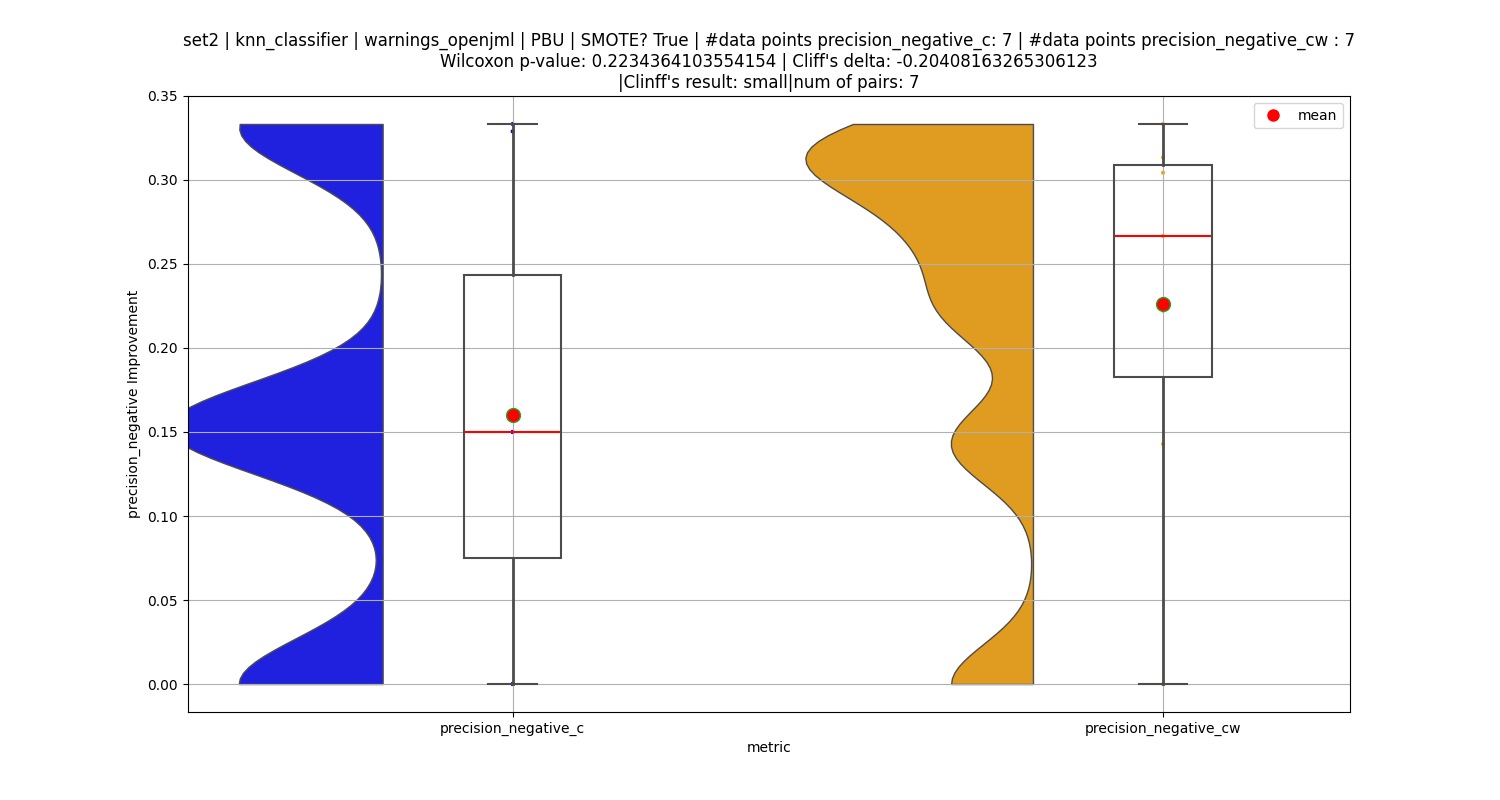 set2 | knn_classifier | warnings_openjml | PBU | SMOTE? True | #data points precision_negative_c: 7 | #data points precision_negative_cw : 7
Wilcoxon p-value: 0.2234364103554154 | Cliff's delta: -0.20408163265306123
|Clinff's result: small|num of pairs: 7
0.35
mean
0.30
0.25
0.20
0.15
0.10
0.05
0.00
precision_negative Improvement
precision_negative_c
precision_negative_cw
metric